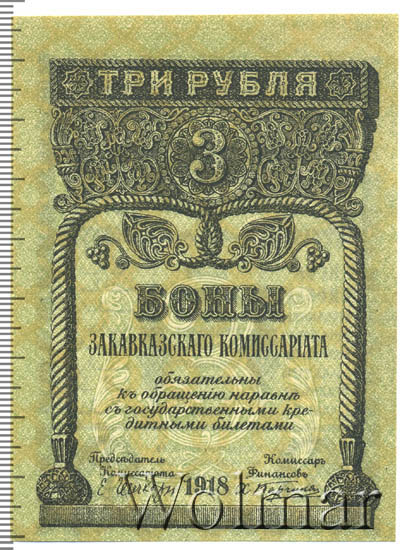 ТРИ РУБЛЯ
3
БОНЫ
ЗАКАВКАЗСКАГО КОМИССАРІАТА
обязательны
къ обращенію наравнѣ
съ государственными кре-
дитными билетами
Предсѣдатель Комиссаръ
Комиссаріата Финансовъ
1918
Wolmar